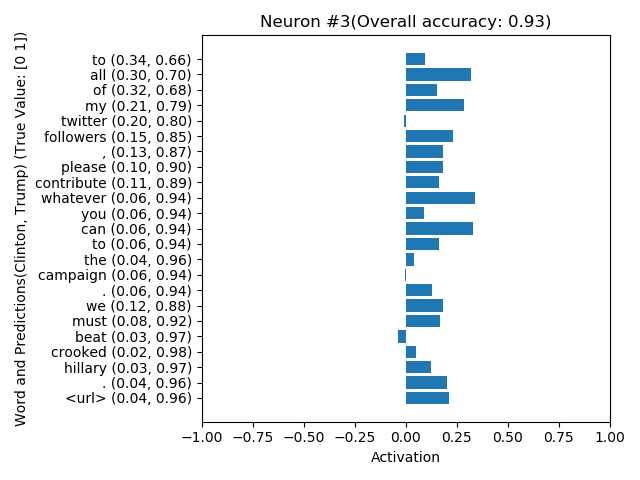 Neuron #3(Overall accuracy: 0.93)
Word and Predictions(Clinton, Trump) (True Value: [0 1])
to (0.34, 0.66)
all (0.30, 0.70)
of (0.32, 0.68)
my (0.21, 0.79)
twitter (0.20, 0.80)
followers (0.15, 0.85)
, (0.13, 0.87)
please (0.10, 0.90)
contribute (0.11, 0.89)
whatever (0.06, 0.94)
you (0.06, 0.94)
can (0.06, 0.94)
to (0.06, 0.94)
the (0.04, 0.96)
campaign (0.06, 0.94)
. (0.06, 0.94)
we (0.12, 0.88)
must (0.08, 0.92)
beat (0.03, 0.97)
crooked (0.02, 0.98)
hillary (0.03, 0.97)
. (0.04, 0.96)
<url> (0.04, 0.96)
−1.00 −0.75 −0.50 −0.25 0.00 0.25 0.50 0.75 1.00
Activation